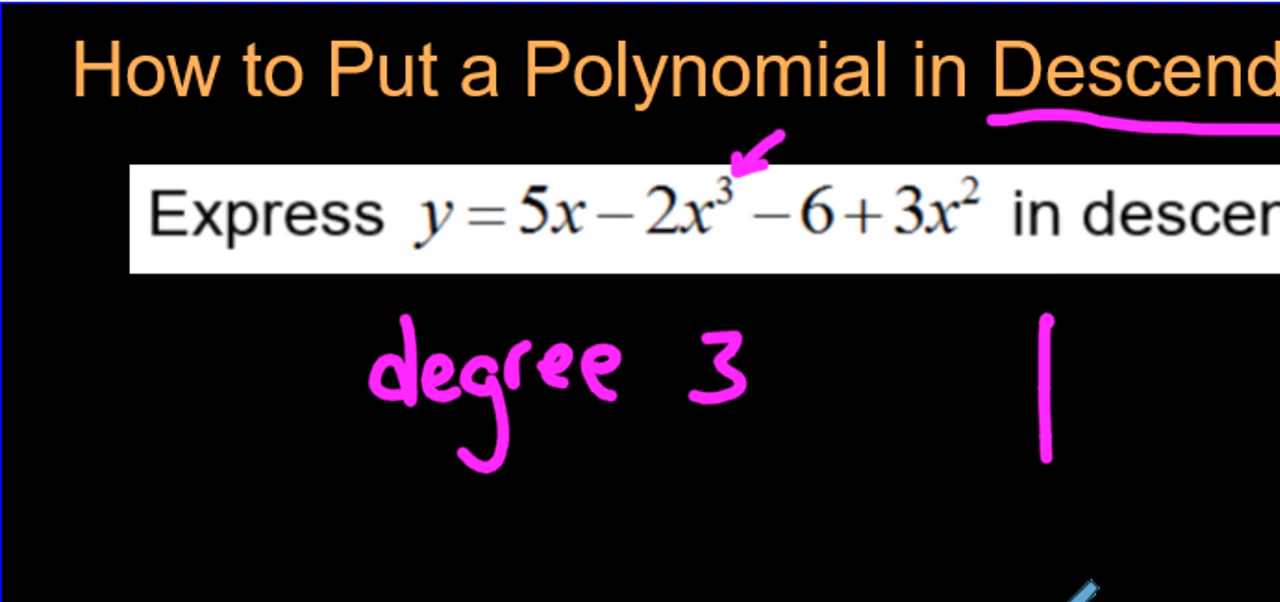 How to Put a Polynomial in Descend
Express y = 5x − 2x³ − 6 + 3x² in descer
degree 3 |